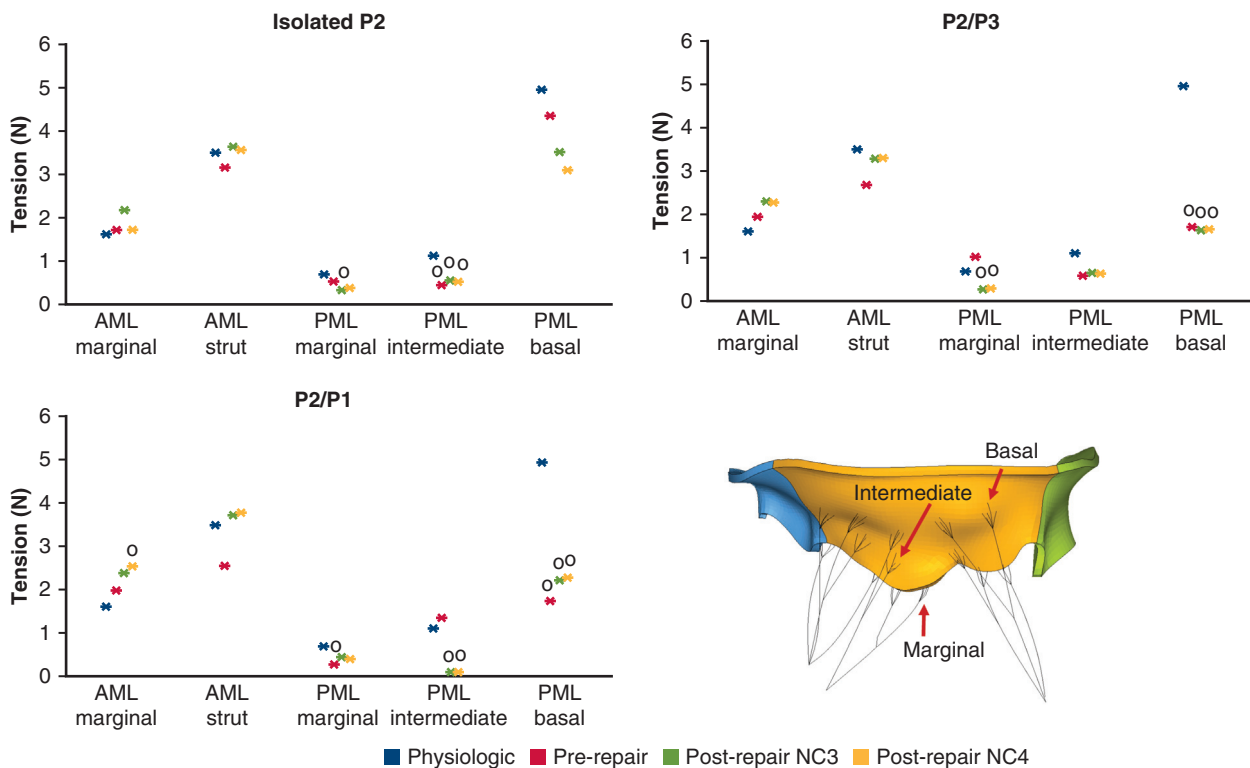 Isolated P2
Tension (N)
6
5
4
3
2
1
0
o
o
o
o
AML marginal
AML strut
PML marginal
PML intermediate
PML basal
P2/P3
Tension (N)
6
5
4
3
2
1
0
o
o
o
o
o
AML marginal
AML strut
PML marginal
PML intermediate
PML basal
P2/P1
Tension (N)
6
5
4
3
2
1
0
o
o
o
o
o
o
o
AML marginal
AML strut
PML marginal
PML intermediate
PML basal
Basal
Intermediate
Marginal
Physiologic
Pre-repair
Post-repair NC3
Post-repair NC4